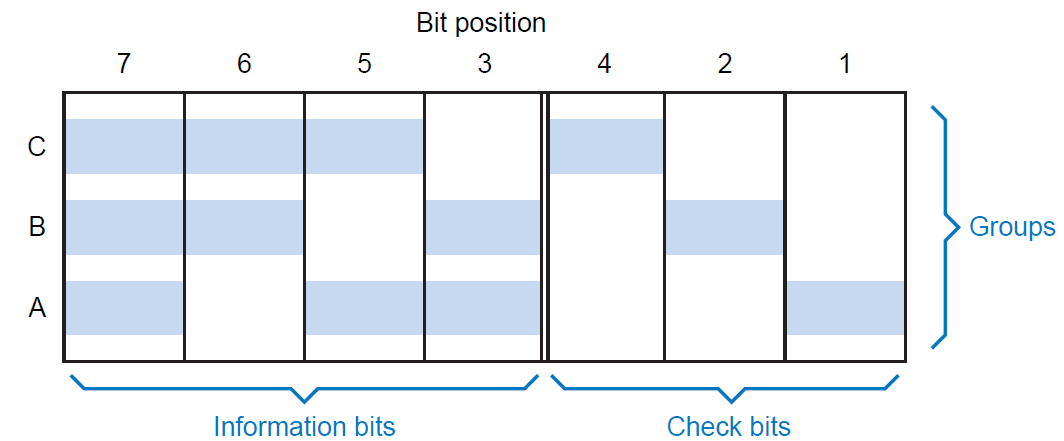 Bit position
7 6 5 3 4 2 1
C
B
Groups
A
Information bits
Check bits